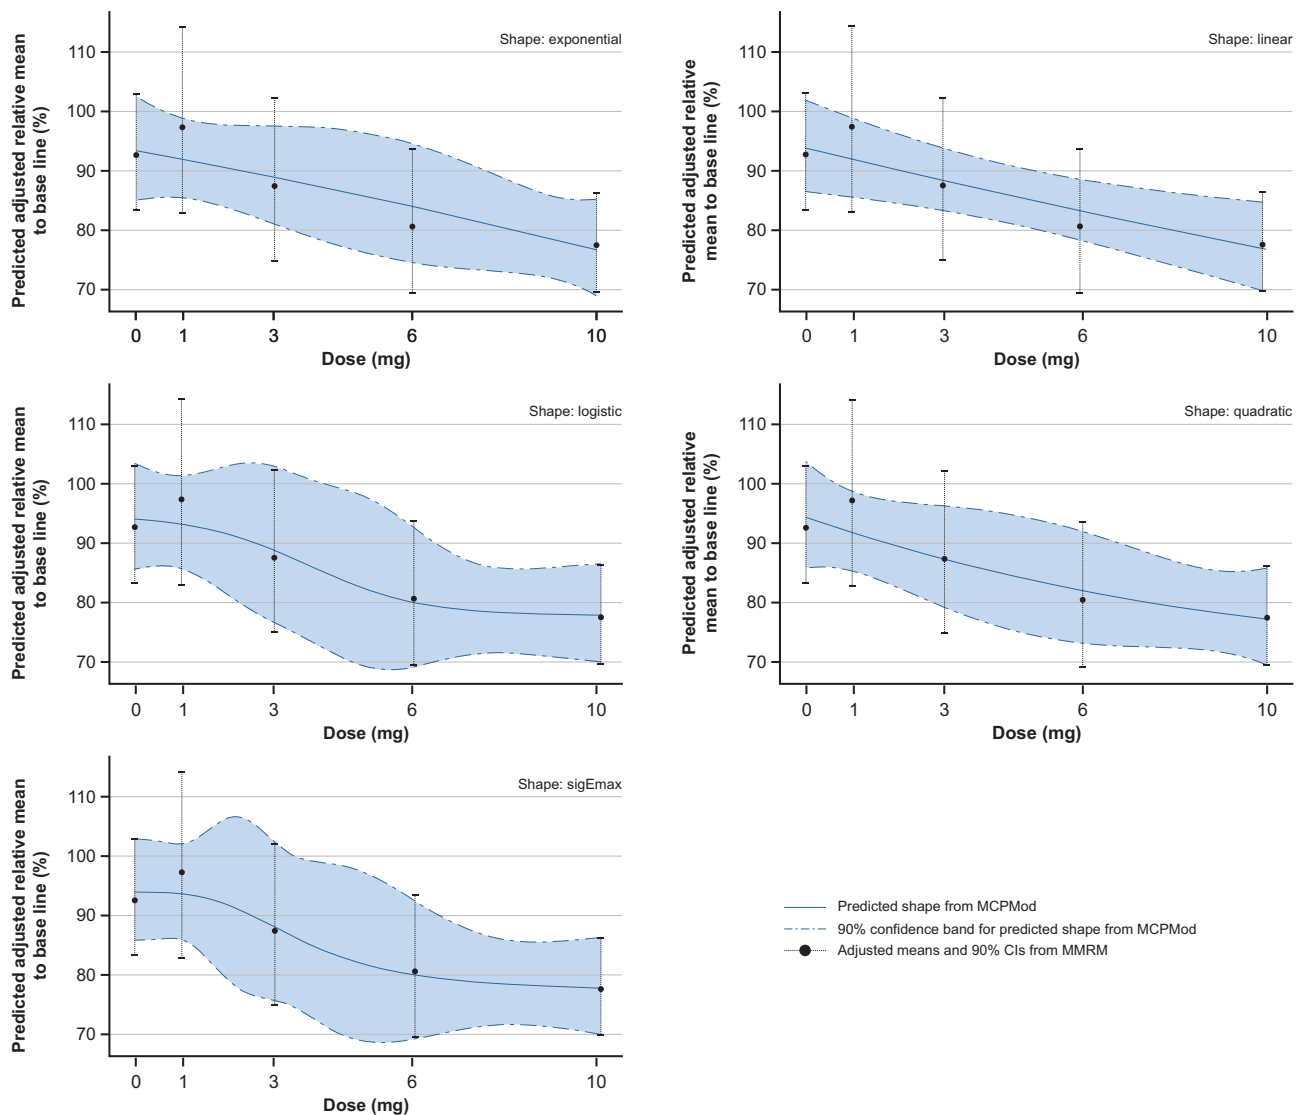 Predicted adjusted relative mean
to base line (%)
Shape: exponential
110
100
90
80
70
0 1 3 6 10
Dose (mg)
Predicted adjusted relative
mean to base line (%)
Shape: linear
110
100
90
80
70
0 1 3 6 10
Dose (mg)
Predicted adjusted relative mean
to base line (%)
Shape: logistic
110
100
90
80
70
0 1 3 6 10
Dose (mg)
Predicted adjusted relative
mean to base line (%)
Shape: quadratic
110
100
90
80
70
0 1 3 6 10
Dose (mg)
Predicted adjusted relative mean
to base line (%)
Shape: sigEmax
110
100
90
80
70
0 1 3 6 10
Dose (mg)
Predicted shape from MCPMod
90% confidence band for predicted shape from MCPMod
Adjusted means and 90% CIs from MMRM